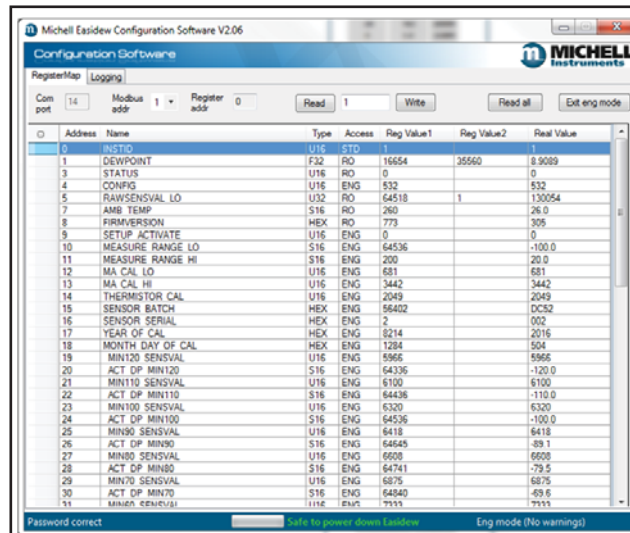 Michell Easidew Configuration Software V2.06
Configuration Software
MICHELL
Instruments
RegisterMap Logging
Com port 14 Modbus addr 1 Register addr 0 Read 1 Write Read all Exit eng mode
Address Name Type Access Reg Value1 Reg Value2 Real Value
0 INSTID U16 STD 1 1
1 DEWPOINT F32 RO 16654 35560 8.9089
3 STATUS U16 RO 0 0
4 CONFIG U16 ENG 532 532
5 RAWSENSVAL LO U32 RO 64518 1 130054
7 AMB TEMP S16 RO 260 26.0
8 FIRMVERSION HEX RO 773 305
9 SETUP ACTIVATE U16 ENG 0 0
10 MEASURE RANGE LO S16 ENG 64536 -100.0
11 MEASURE RANGE HI S16 ENG 200 20.0
12 MA CAL LO U16 ENG 681 681
13 MA CAL HI U16 ENG 3442 3442
14 THERMISTOR CAL U16 ENG 2049 2049
15 SENSOR BATCH HEX ENG 56402 DC52
16 SENSOR SERIAL HEX ENG 2 002
17 YEAR OF CAL HEX ENG 8214 2016
18 MONTH DAY OF CAL HEX ENG 1284 504
19 MIN120 SENSVAL U16 ENG 5966 5966
20 ACT DP MIN120 S16 ENG 64336 -120.0
21 MIN110 SENSVAL U16 ENG 6100 6100
22 ACT DP MIN110 S16 ENG 64436 -110.0
23 MIN100 SENSVAL U16 ENG 6320 6320
24 ACT DP MIN100 S16 ENG 64536 -100.0
25 MIN90 SENSVAL U16 ENG 6418 6418
26 ACT DP MIN90 S16 ENG 64645 -89.1
27 MIN80 SENSVAL U16 ENG 6608 6608
28 ACT DP MIN80 S16 ENG 64741 -79.5
29 MIN70 SENSVAL U16 ENG 6875 6875
30 ACT DP MIN70 S16 ENG 64840 -69.6
31 MIN60 SENSVAL U16 ENG 7333 7333
Password correct Safe to power down Easidew Eng mode (No warnings)